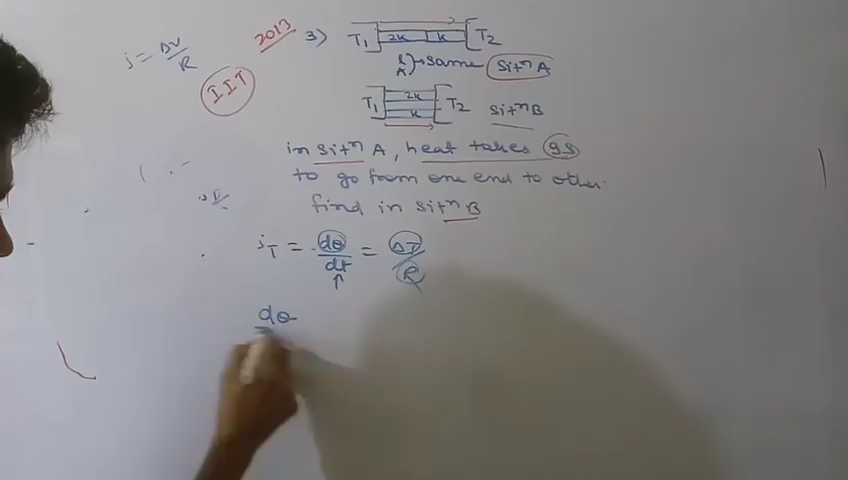 i = ΔV/R
IIT
2013
3) T1 2K K T2
l A } → same sitⁿ A
T1 2K K T2 sitⁿ B
in sitⁿ A, heat takes 9s
to go from one end to other.
find in sitⁿ B
iT = dθ/dt = ΔT/R
dθ